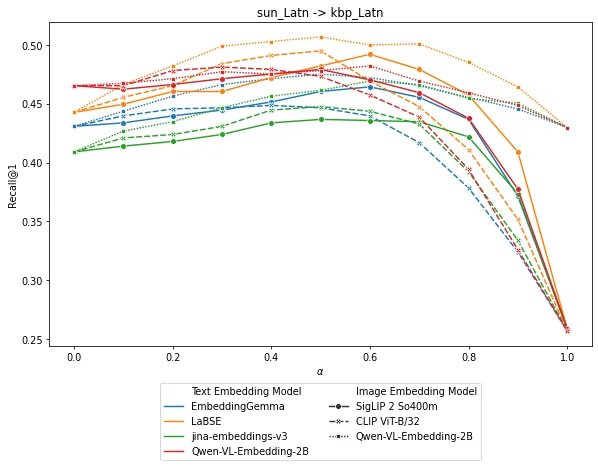 sun_Latn -> kbp_Latn
0.50
0.45
0.40
0.35
0.30
0.25
Recall@1
0.0 0.2 0.4 0.6 0.8 1.0
α
Text Embedding Model
EmbeddingGemma
LaBSE
jina-embeddings-v3
Qwen-VL-Embedding-2B
Image Embedding Model
SigLIP 2 So400m
CLIP ViT-B/32
Qwen-VL-Embedding-2B